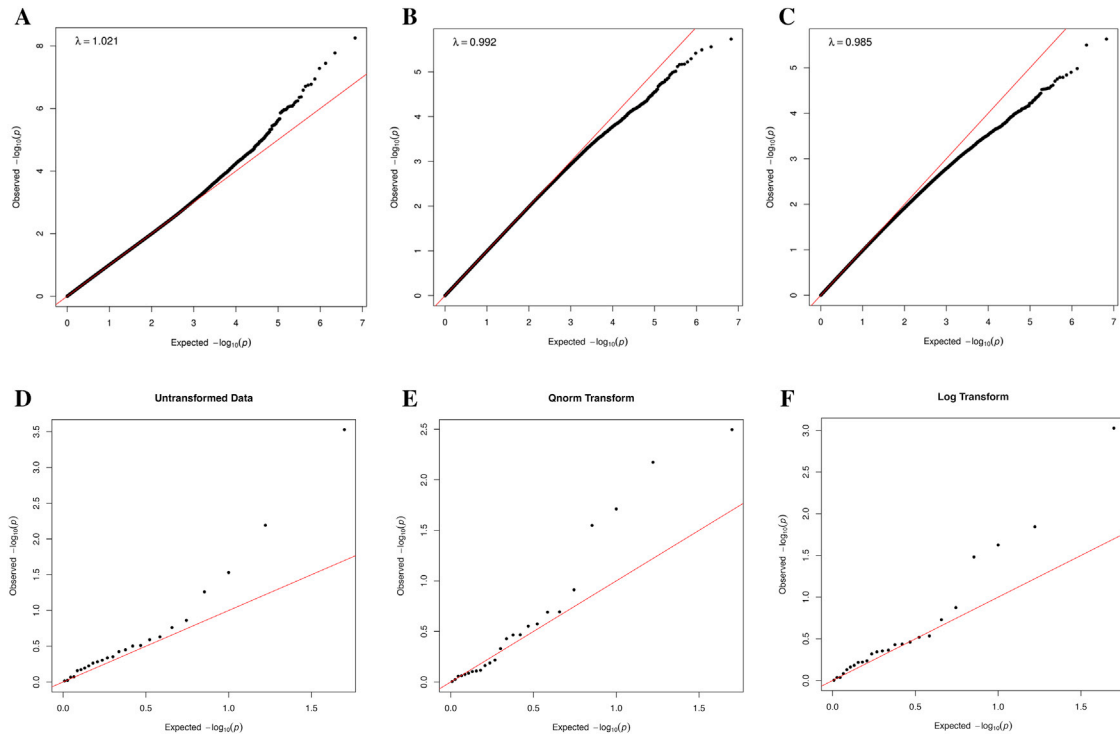 A
λ = 1.021
Observed −log10(p)
0 2 4 6 8
0 1 2 3 4 5 6 7
Expected −log10(p)
B
λ = 0.992
Observed −log10(p)
0 1 2 3 4 5
0 1 2 3 4 5 6 7
Expected −log10(p)
C
λ = 0.985
Observed −log10(p)
0 1 2 3 4 5
0 1 2 3 4 5 6 7
Expected −log10(p)
D
Untransformed Data
Observed −log10(p)
0.0 0.5 1.0 1.5 2.0 2.5 3.0 3.5
0.0 0.5 1.0 1.5
Expected −log10(p)
E
Qnorm Transform
Observed −log10(p)
0.0 0.5 1.0 1.5 2.0 2.5
0.0 0.5 1.0 1.5
Expected −log10(p)
F
Log Transform
Observed −log10(p)
0.0 0.5 1.0 1.5 2.0 2.5 3.0
0.0 0.5 1.0 1.5
Expected −log10(p)